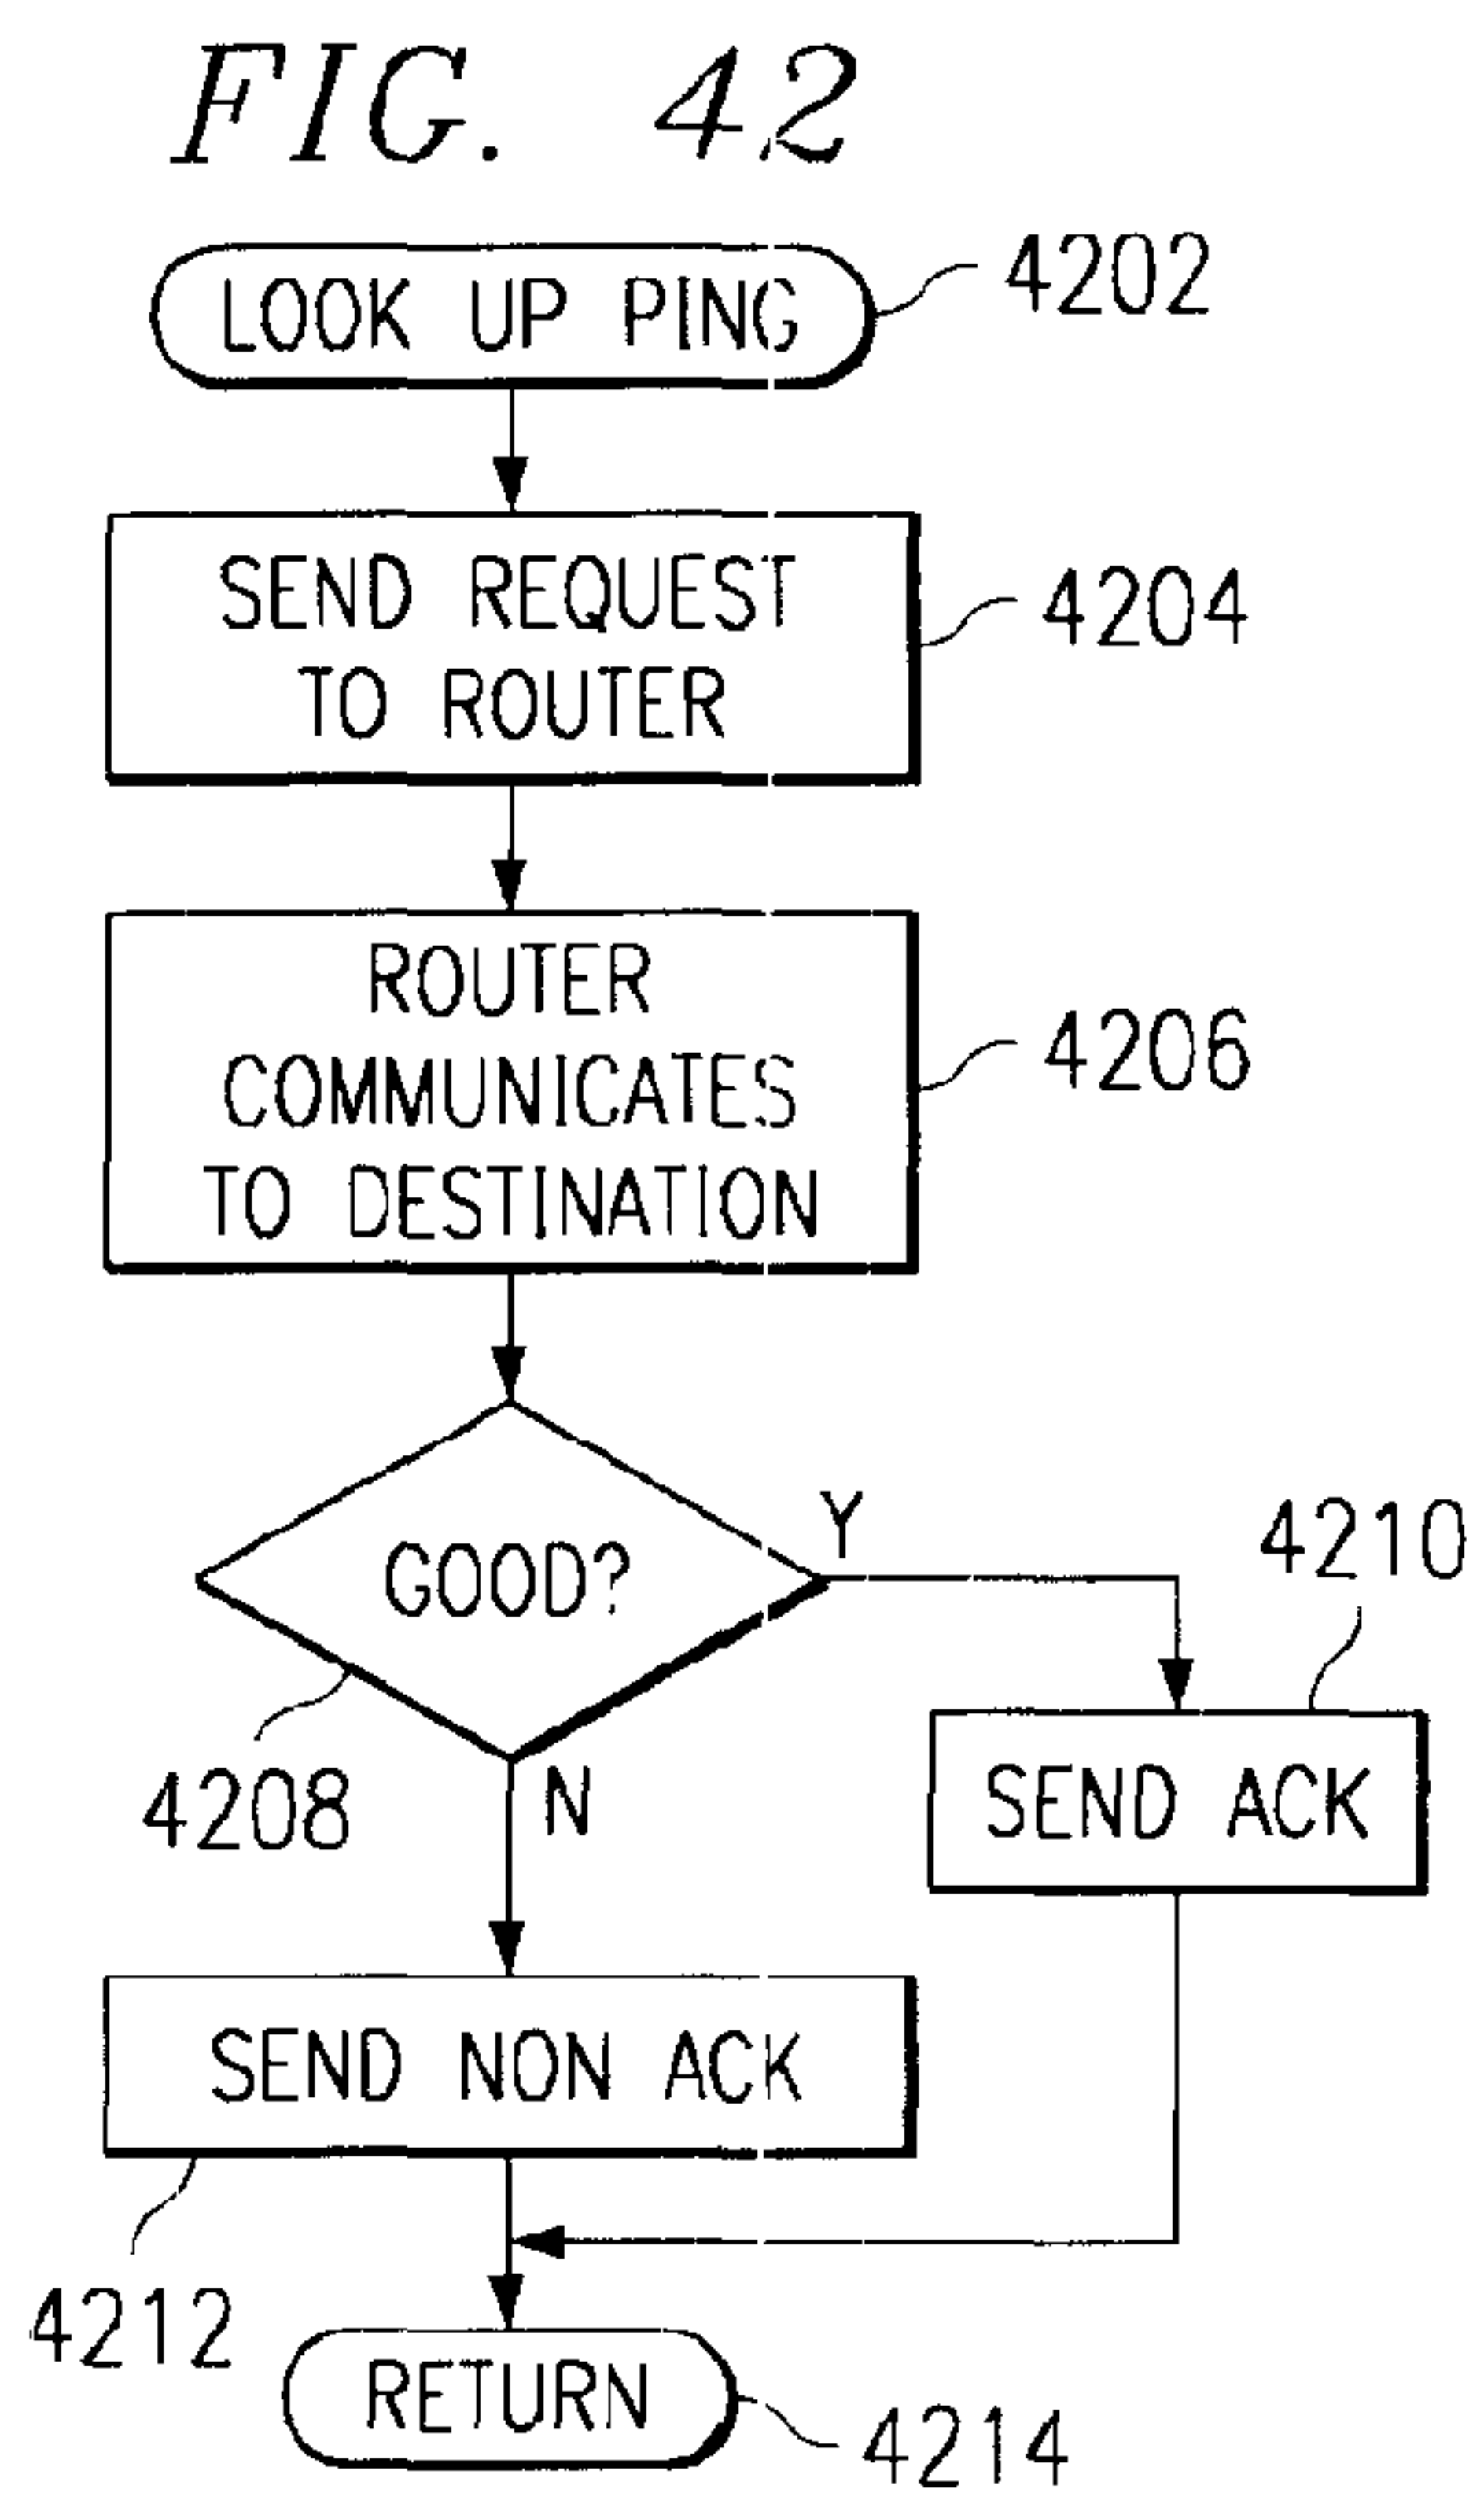 FIG. 42
LOOK UP PING
4202
SEND REQUEST
TO ROUTER
4204
ROUTER
COMMUNICATES
TO DESTINATION
4206
GOOD?
Y
4208
N
4210
SEND ACK
SEND NON ACK
4212
RETURN
4214